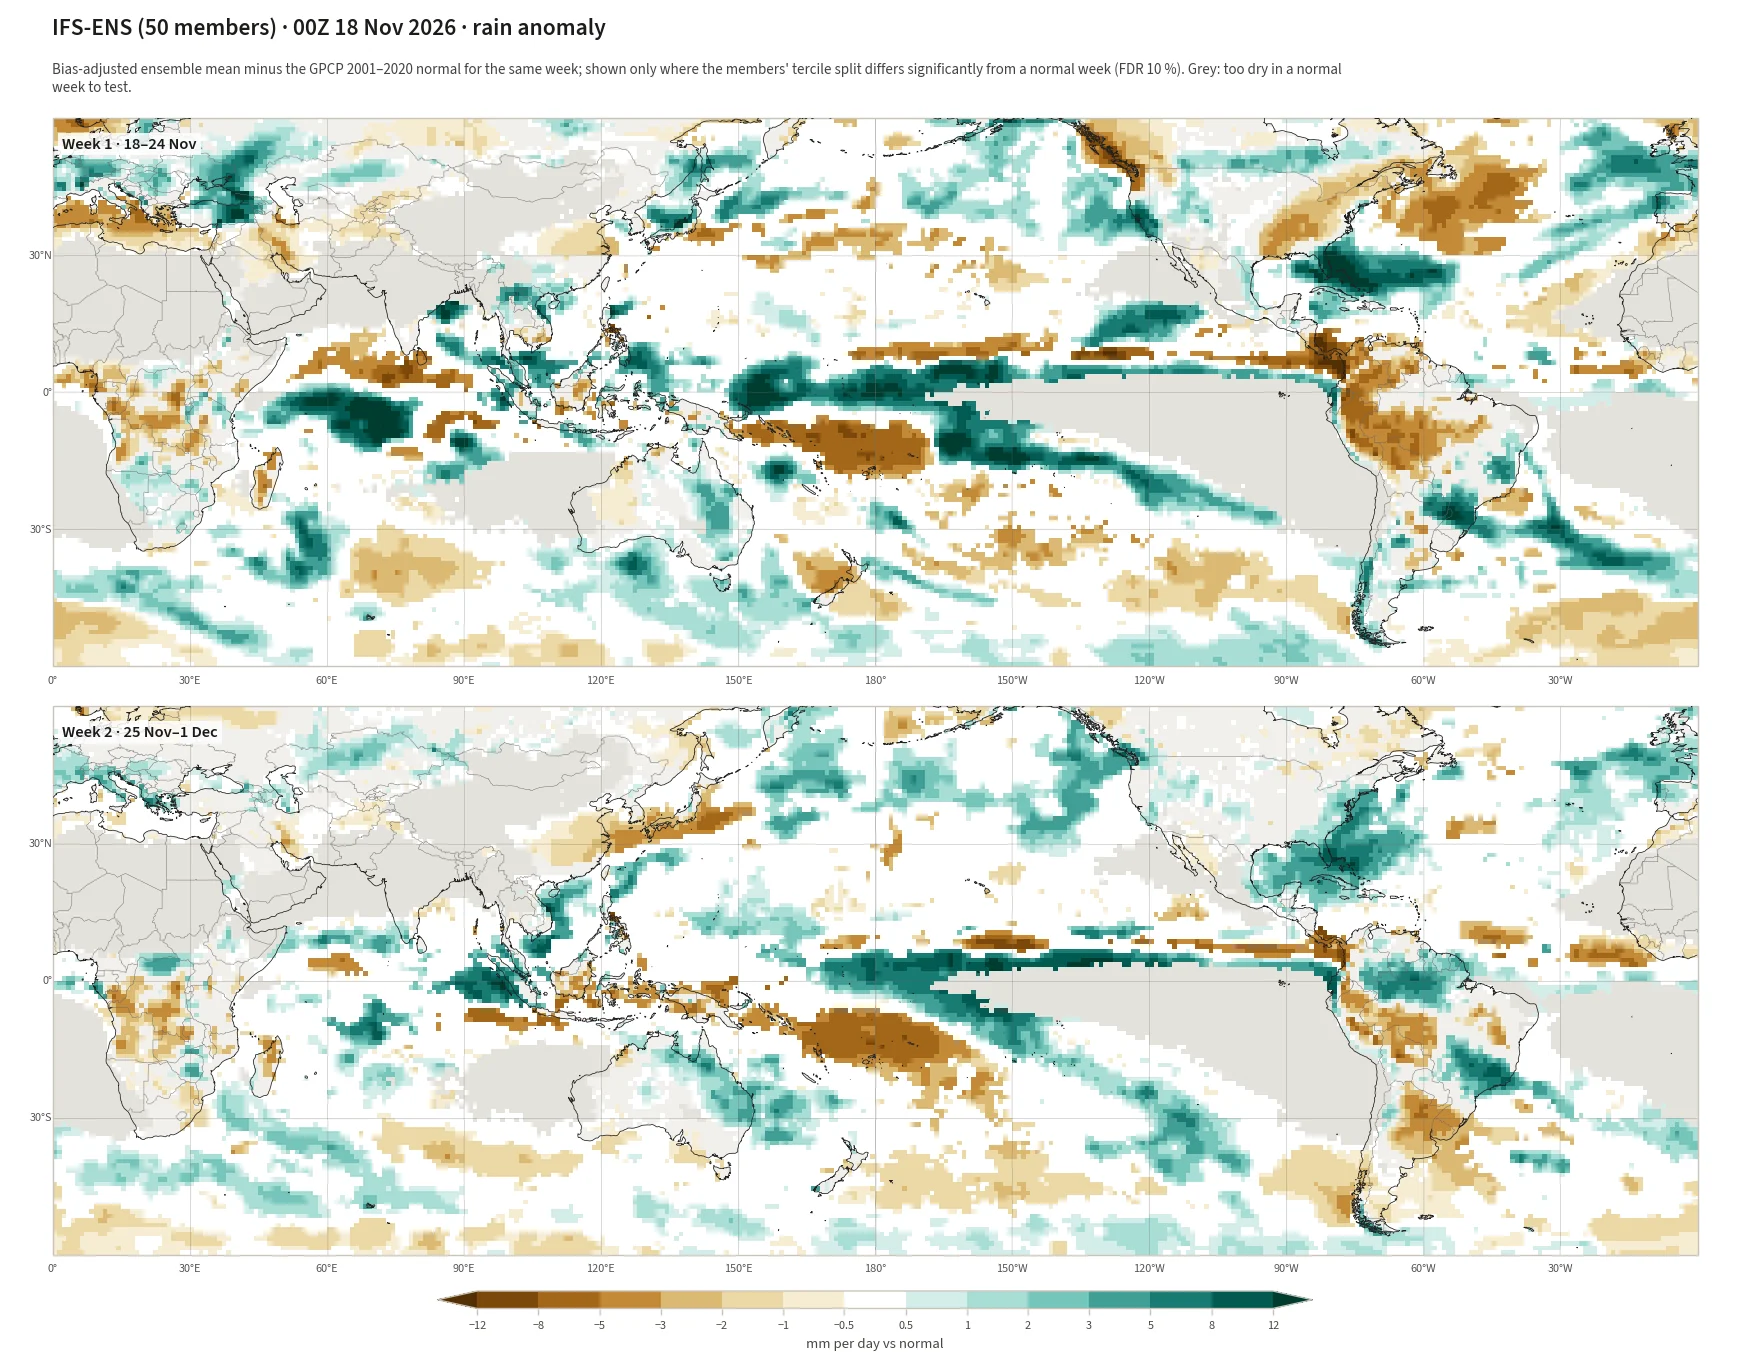 IFS-ENS (50 members) · 00Z 18 Nov 2026 · rain anomaly
Bias-adjusted ensemble mean minus the GPCP 2001–2020 normal for the same week; shown only where the members' tercile split differs significantly from a normal week (FDR 10 %). Grey: too dry in a normal
week to test.
Week 1 · 18–24 Nov
30°N
0°
30°S
0° 30°E 60°E 90°E 120°E 150°E 180° 150°W 120°W 90°W 60°W 30°W
Week 2 · 25 Nov–1 Dec
30°N
0°
30°S
0° 30°E 60°E 90°E 120°E 150°E 180° 150°W 120°W 90°W 60°W 30°W
−12 −8 −5 −3 −2 −1 −0.5 0.5 1 2 3 5 8 12
mm per day vs normal